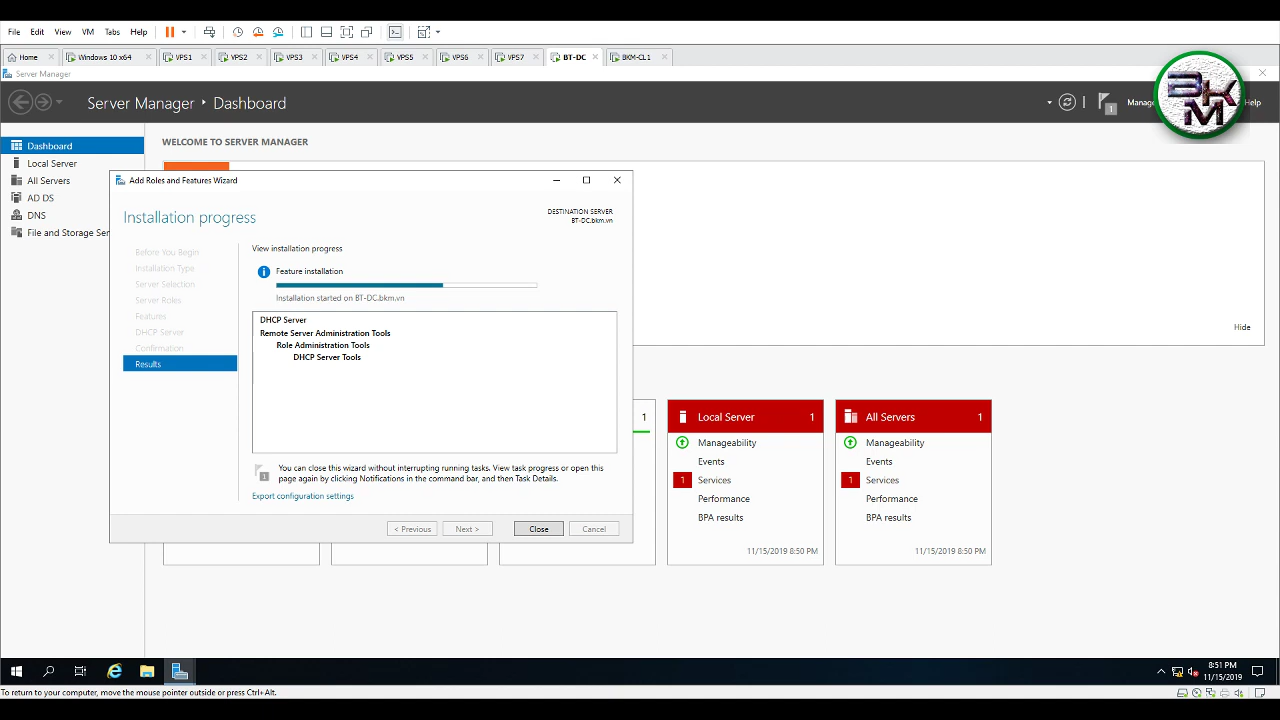 File Edit View VM Tabs Help
Home Windows 10 x64 VPS1 VPS2 VPS3 VPS4 VPS5 VPS6 VPS7 BT-DC BKM-CL1
Server Manager
Server Manager • Dashboard
1 Manage Help
BKM
Dashboard
Local Server
All Servers
AD DS
DNS
File and Storage Ser
WELCOME TO SERVER MANAGER
Add Roles and Features Wizard
Installation progress
DESTINATION SERVER
BT-DC.bkm.vn
Before You Begin
Installation Type
Server Selection
Server Roles
Features
DHCP Server
Confirmation
Results
View installation progress
Feature installation
Installation started on BT-DC.bkm.vn
DHCP Server
Remote Server Administration Tools
Role Administration Tools
DHCP Server Tools
1 You can close this wizard without interrupting running tasks. View task progress or open this
page again by clicking Notifications in the command bar, and then Task Details.
Export configuration settings
< Previous Next > Close Cancel
Hide
1
Local Server 1
Manageability
Events
1 Services
Performance
BPA results
11/15/2019 8:50 PM
All Servers 1
Manageability
Events
1 Services
Performance
BPA results
11/15/2019 8:50 PM
8:51 PM
11/15/2019
To return to your computer, move the mouse pointer outside or press Ctrl+Alt.